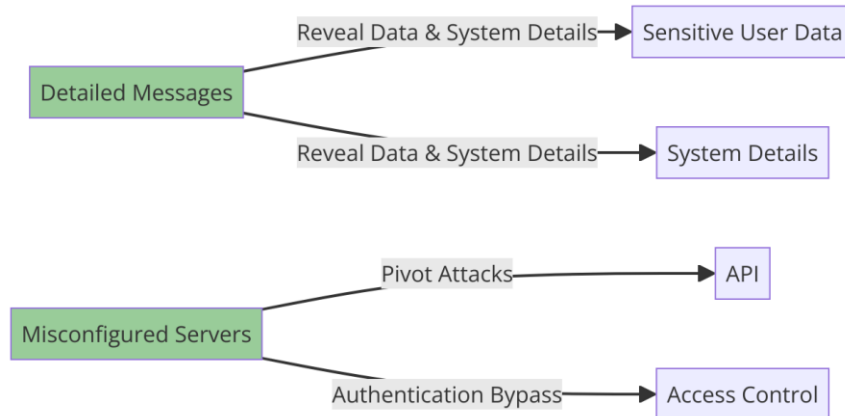 Reveal Data & System Details
Sensitive User Data
Detailed Messages
Reveal Data & System Details
System Details
Pivot Attacks
API
Misconfigured Servers
Authentication Bypass
Access Control